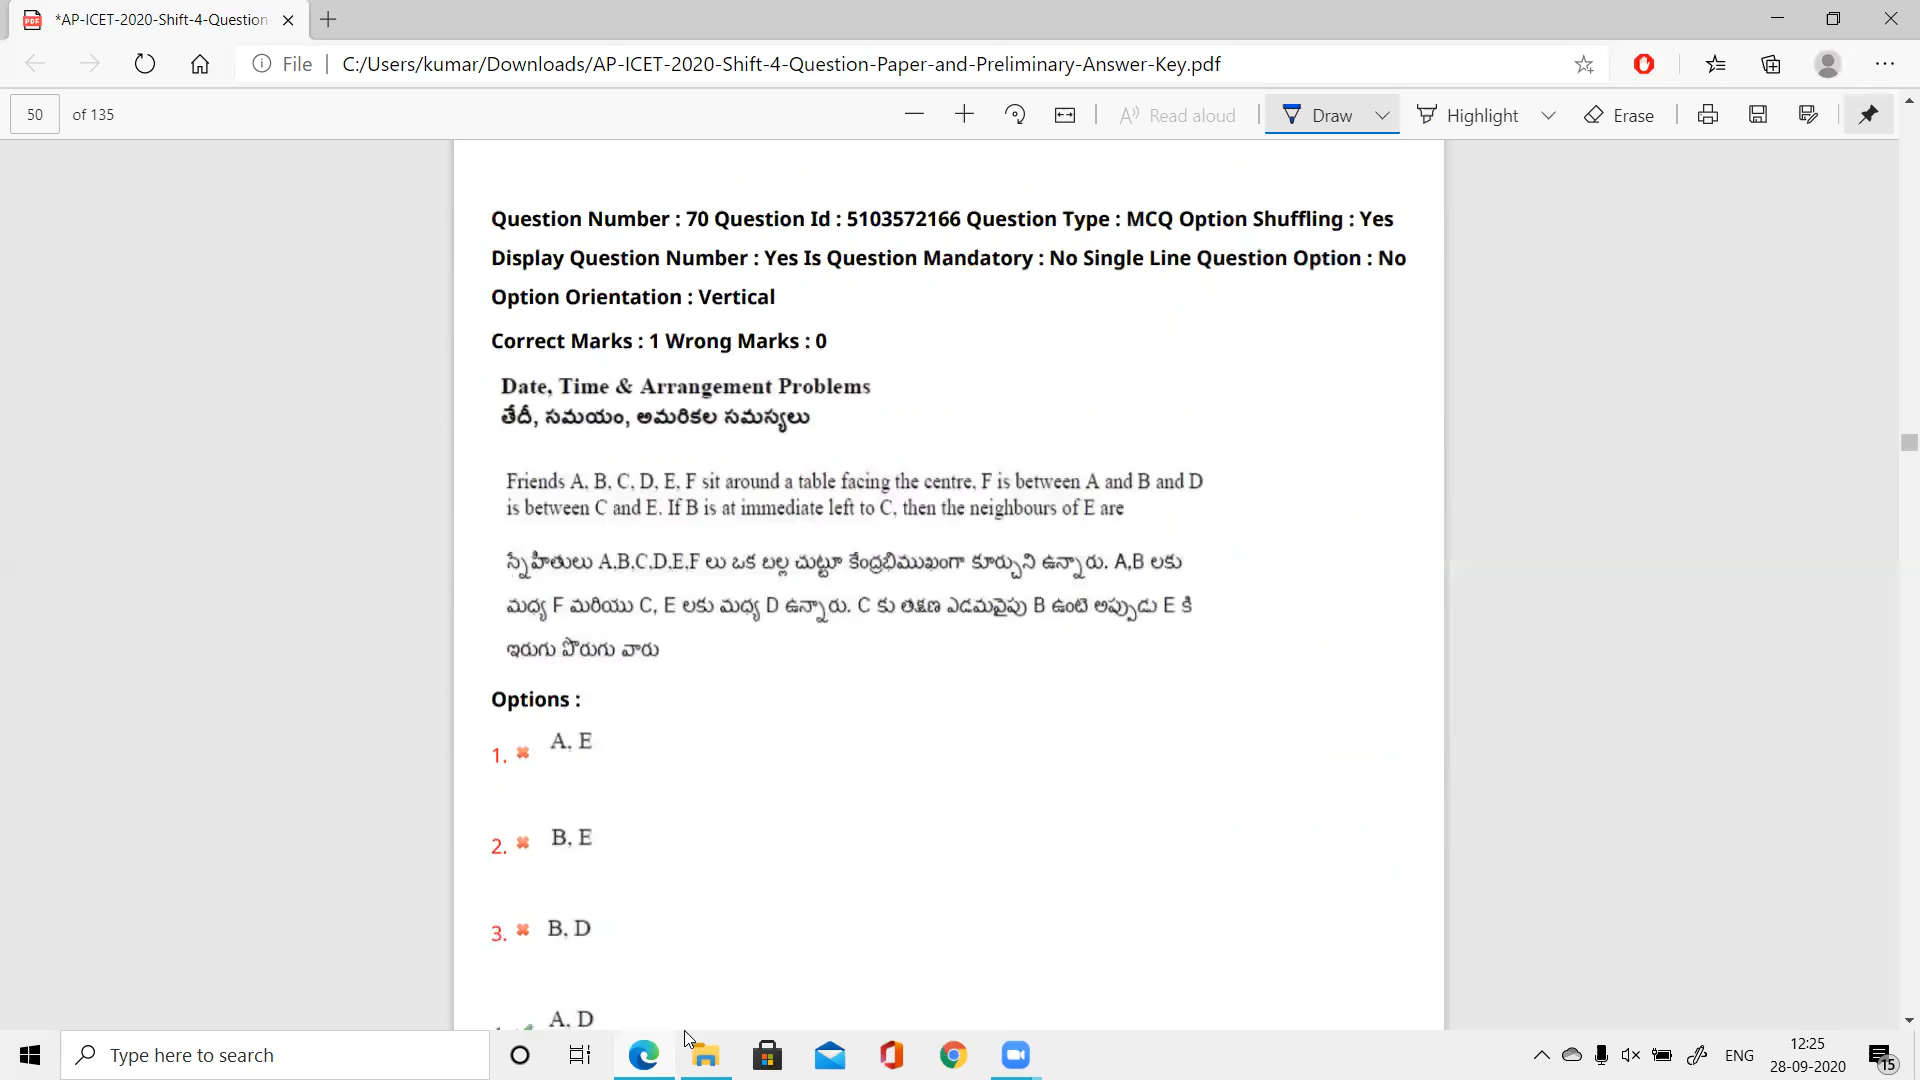 *AP-ICET-2020-Shift-4-Question
File
C:/Users/kumar/Downloads/AP-ICET-2020-Shift-4-Question-Paper-and-Preliminary-Answer-Key.pdf
50 of 135
Read aloud
Draw
Highlight
Erase
Question Number : 70 Question Id : 5103572166 Question Type : MCQ Option Shuffling : Yes
Display Question Number : Yes Is Question Mandatory : No Single Line Question Option : No
Option Orientation : Vertical
Correct Marks : 1 Wrong Marks : 0
Date, Time & Arrangement Problems
తేదీ, సమయం, అమరికల సమస్యలు
Friends A, B, C, D, E, F sit around a table facing the centre, F is between A and B and D
is between C and E. If B is at immediate left to C, then the neighbours of E are
స్నేహితులు A,B,C,D,E,F లు ఒక బల్ల చుట్టూ కేంద్రభిముఖంగా కూర్చుని ఉన్నారు. A,B లకు
మధ్య F మరియు C, E లకు మధ్య D ఉన్నారు. C కు తక్షణ ఎడమవైపు B ఉంటె అప్పుడు E కి
ఇరుగు పొరుగు వారు
Options :
1. A, E
2. B, E
3. B, D
A, D
Type here to search
ENG
12:25
28-09-2020
15